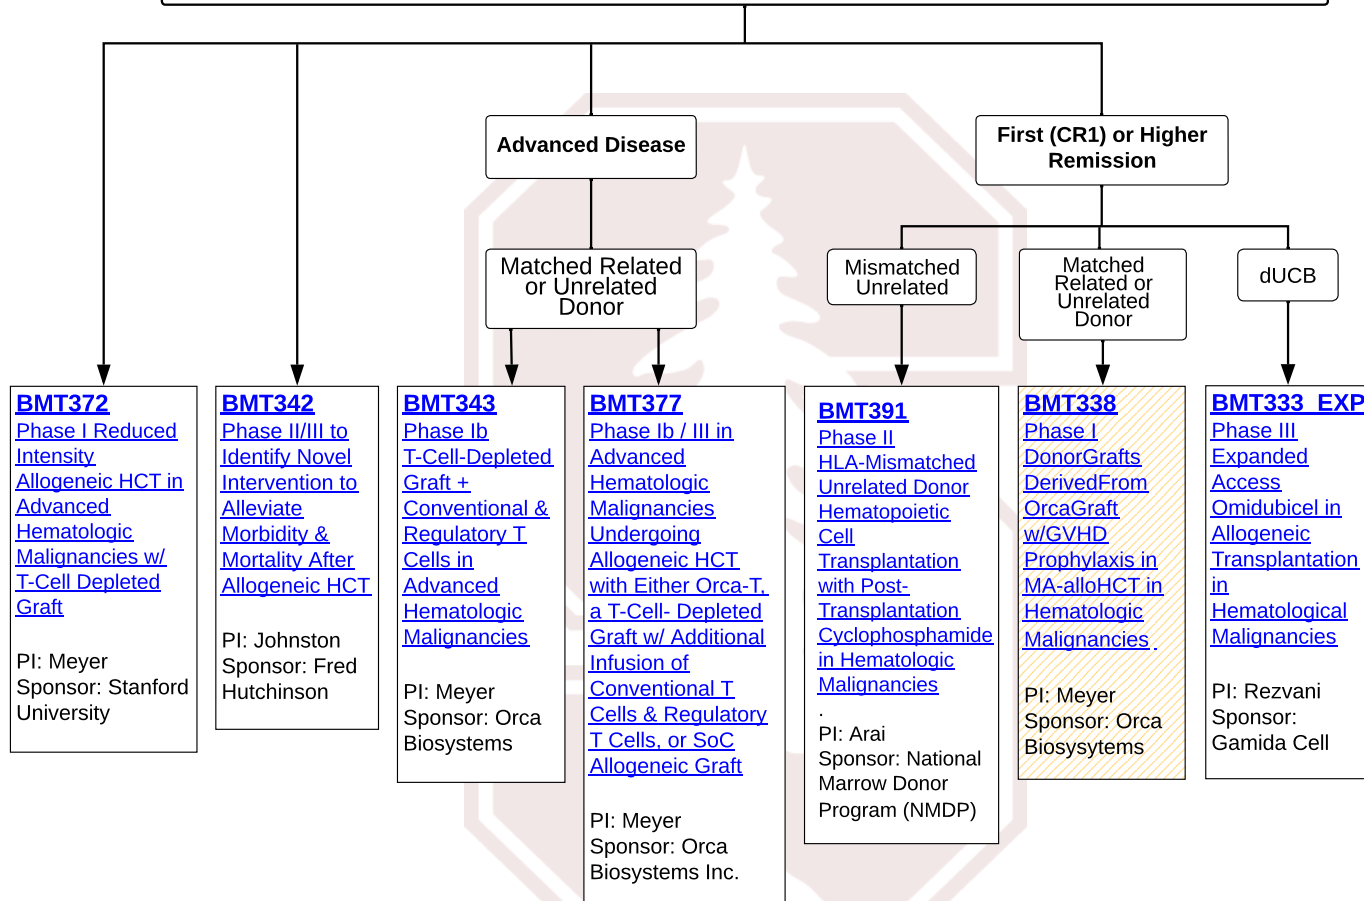 Advanced Disease
First (CR1) or Higher
Remission
Matched Related
or Unrelated
Donor
Mismatched
Unrelated
Matched
Related or
Unrelated
Donor
dUCB
BMT372
Phase I Reduced
Intensity
Allogeneic HCT in
Advanced
Hematologic
Malignancies w/
T-Cell Depleted
Graft
PI: Meyer
Sponsor: Stanford
University
BMT342
Phase II/III to
Identify Novel
Intervention to
Alleviate
Morbidity &
Mortality After
Allogeneic HCT
PI: Johnston
Sponsor: Fred
Hutchinson
BMT343
Phase Ib
T-Cell-Depleted
Graft +
Conventional &
Regulatory T
Cells in
Advanced
Hematologic
Malignancies
PI: Meyer
Sponsor: Orca
Biosystems
BMT377
Phase Ib / III in
Advanced
Hematologic
Malignancies
Undergoing
Allogeneic HCT
with Either Orca-T,
a T-Cell- Depleted
Graft w/ Additional
Infusion of
Conventional T
Cells & Regulatory
T Cells, or SoC
Allogeneic Graft
PI: Meyer
Sponsor: Orca
Biosystems Inc.
BMT391
Phase II
HLA-Mismatched
Unrelated Donor
Hematopoietic
Cell
Transplantation
with Post-
Transplantation
Cyclophosphamide
in Hematologic
Malignancies
.
PI: Arai
Sponsor: National
Marrow Donor
Program (NMDP)
BMT338
Phase I
DonorGrafts
DerivedFrom
OrcaGraft
w/GVHD
Prophylaxis in
MA-alloHCT in
Hematologic
Malignancies .
PI: Meyer
Sponsor: Orca
Biosysytems
BMT333_EXP
Phase III
Expanded
Access
Omidubicel in
Allogeneic
Transplantation
in
Hematological
Malignancies
PI: Rezvani
Sponsor:
Gamida Cell